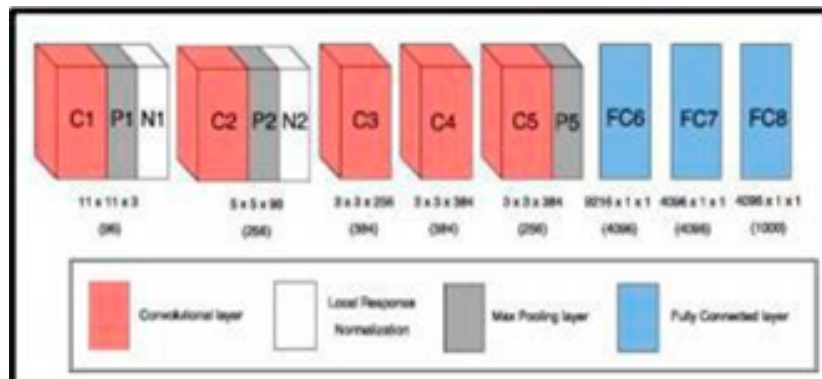 C1 P1 N1 C2 P2 N2 C3 C4 C5 P5 FC6 FC7 FC8
11 x 11 x 3 5 x 5 x 96 3 x 3 x 256 3 x 3 x 384 3 x 3 x 384 9216 x 1 x 1 4096 x 1 x 1 4096 x 1 x 1
(96) (256) (384) (384) (256) (4096) (4096) (1000)
Convolutional layer
Local Response
Normalization
Max Pooling layer
Fully Connected layer